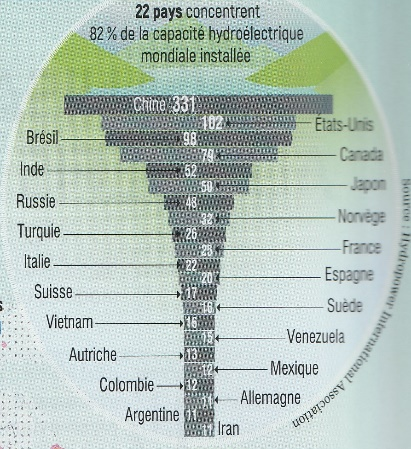 22 pays concentrent
82 % de la capacité hydroélectrique
mondiale installée
Chine 331
102 Etats-Unis
Brésil 98
79 Canada
Inde 52
50 Japon
Russie 48
32 Norvège
Turquie 26
25 France
Italie 22
20 Espagne
Suisse 17
Suède
Vietnam 16
15 Venezuela
Autriche 13
12 Mexique
Colombie 12
11 Allemagne
Argentine 11
Iran
Source : Hydropower International Association